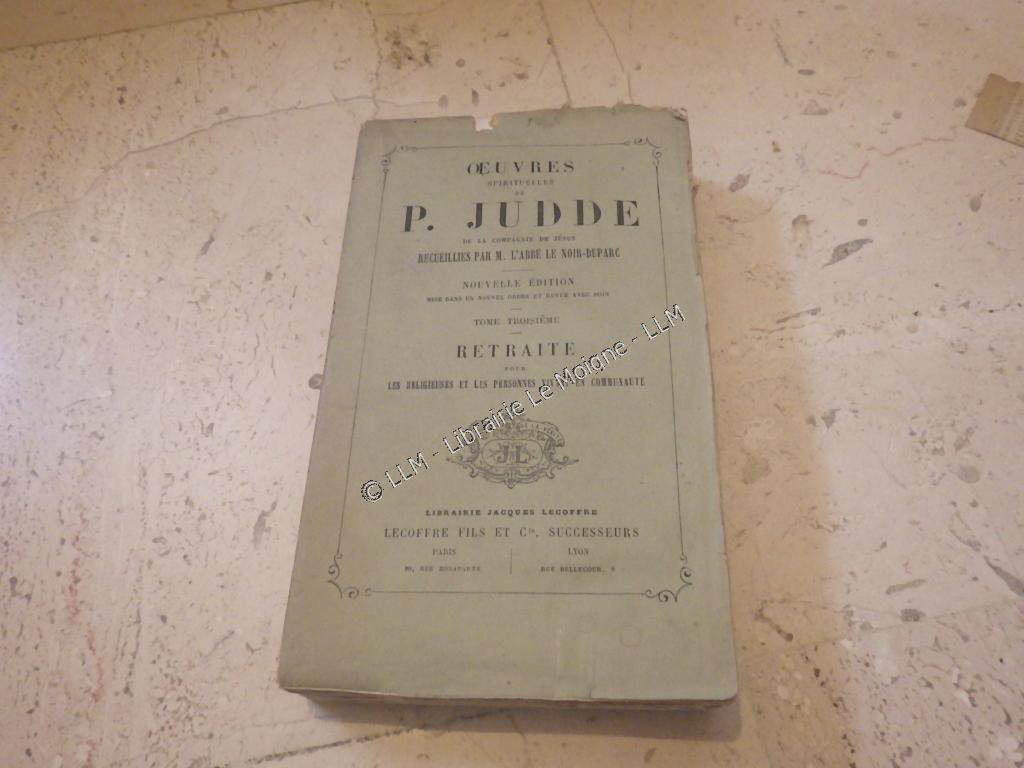 ŒUVRES
SPIRITUELLES
DU
P. JUDDE
DE LA COMPAGNIE DE JÉSUS
RECUEILLIES PAR M. L'ABBÉ LE NOIR-DUPARC
NOUVELLE ÉDITION
MISE DANS UN NOUVEL ORDRE ET REVUE AVEC SOIN
TOME TROISIÈME
RETRAITE
POUR
LES RELIGIEUSES ET LES PERSONNES EN COMMUNAUTÉ
© LLM - Librairie Le Moigne - LLM
JL
LIBRAIRIE JACQUES LECOFFRE
LECOFFRE FILS ET Cie, SUCCESSEURS
PARIS LYON
90, RUE BONAPARTE RUE BELLECOUR,